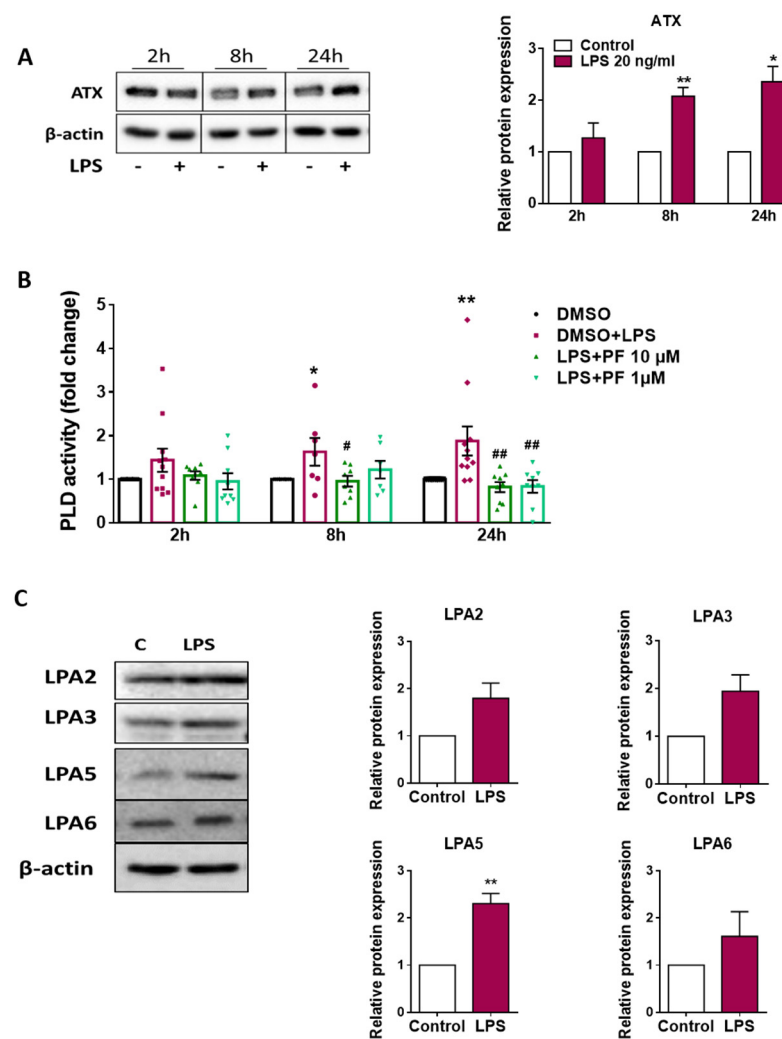 A
2h 8h 24h
ATX
β-actin
LPS - + - + - +
ATX
Relative protein expression
3
2
1
0
Control
LPS 20 ng/ml
** *
2h 8h 24h
B
PLD activity (fold change)
5
4
3
2
1
0
* # ** ## ##
DMSO
DMSO+LPS
LPS+PF 10 µM
LPS+PF 1µM
2h 8h 24h
C
C LPS
LPA2
LPA3
LPA5
LPA6
β-actin
LPA2
Relative protein expression
3
2
1
0
Control LPS
LPA3
Relative protein expression
3
2
1
0
Control LPS
LPA5
Relative protein expression
3
2
1
0
**
Control LPS
LPA6
Relative protein expression
3
2
1
0
Control LPS